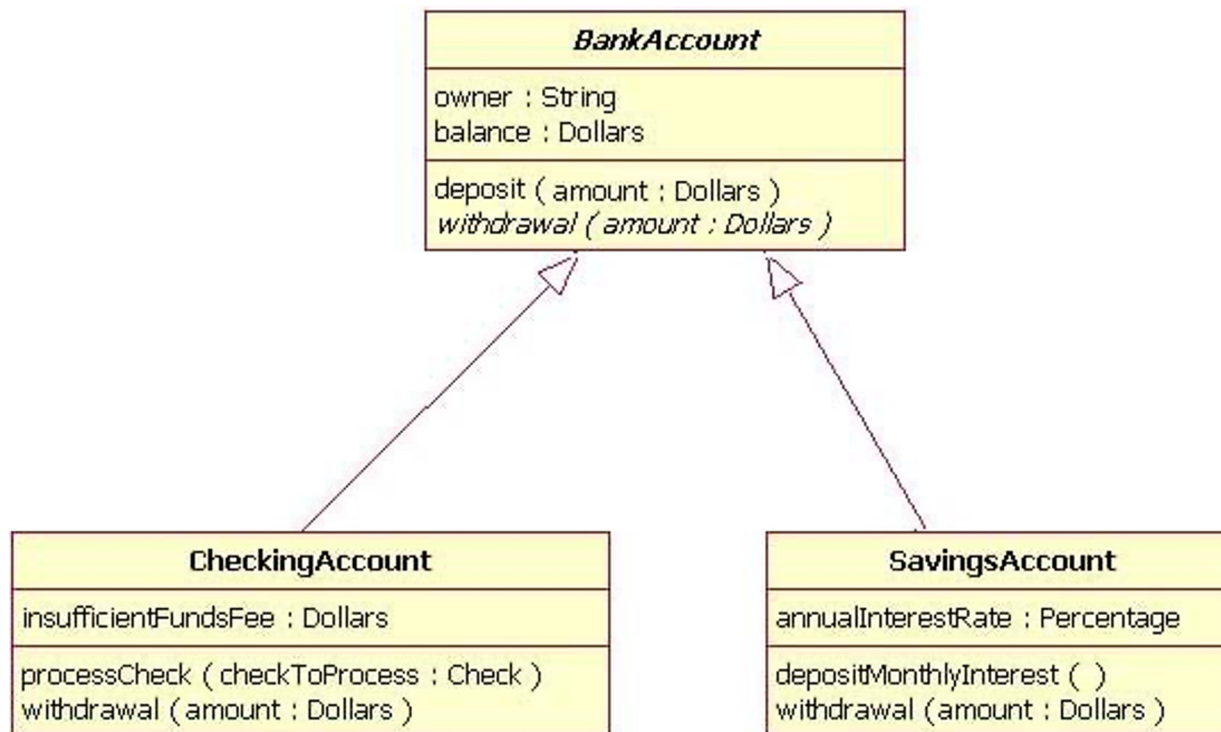 BankAccount
owner : String
balance : Dollars
deposit ( amount : Dollars )
withdrawal ( amount : Dollars )
CheckingAccount
insufficientFundsFee : Dollars
processCheck ( checkToProcess : Check )
withdrawal ( amount : Dollars )
SavingsAccount
annualInterestRate : Percentage
depositMonthlyInterest ( )
withdrawal ( amount : Dollars )